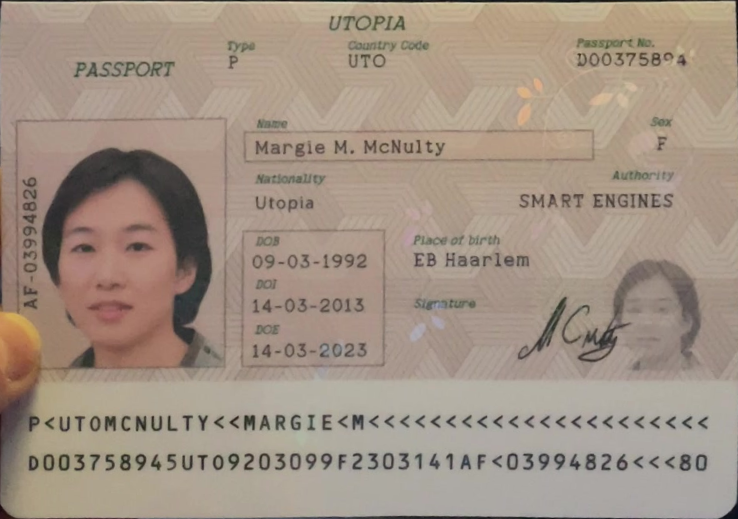 UTOPIA
PASSPORT
Type
P
Country Code
UTO
Passport No.
D00375894
Name
Margie M. McNulty
Sex
F
Nationality
Utopia
Authority
SMART ENGINES
AF-03994826
DOB
09-03-1992
Place of birth
EB Haarlem
DOI
14-03-2013
Signature
DOE
14-03-2023
M Cnulty
P<UTOMCNULTY<<MARGIE<M<<<<<<<<<<<<<<<<<<<<<<
D003758945UTO9203099F2303141AF<03994826<<<80